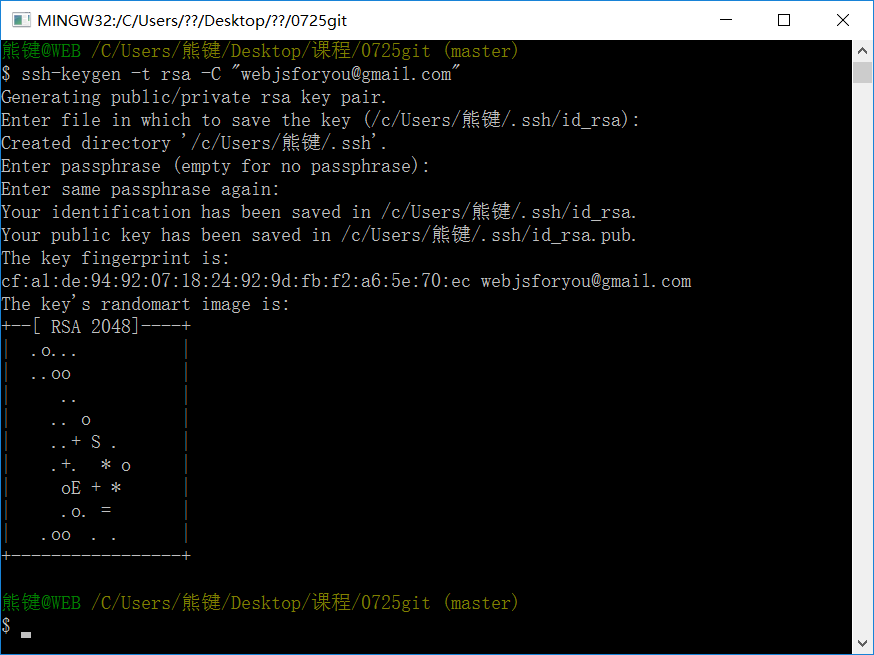 MINGW32:/C/Users/??/Desktop/??/0725git
熊键@WEB /C/Users/熊键/Desktop/课程/0725git (master)
$ ssh-keygen -t rsa -C "webjsforyou@gmail.com"
Generating public/private rsa key pair.
Enter file in which to save the key (/c/Users/熊键/.ssh/id_rsa):
Created directory '/c/Users/熊键/.ssh'.
Enter passphrase (empty for no passphrase):
Enter same passphrase again:
Your identification has been saved in /c/Users/熊键/.ssh/id_rsa.
Your public key has been saved in /c/Users/熊键/.ssh/id_rsa.pub.
The key fingerprint is:
cf:a1:de:94:92:07:18:24:92:9d:fb:f2:a6:5e:70:ec webjsforyou@gmail.com
The key's randomart image is:
+--[ RSA 2048]----+
|  .o...          |
|  ..oo           |
|     ..          |
|    .. o         |
|    ..+ S .      |
|    .+.  * o     |
|     oE + *      |
|     .o. =       |
|   .oo  . .      |
+-----------------+
熊键@WEB /C/Users/熊键/Desktop/课程/0725git (master)
$